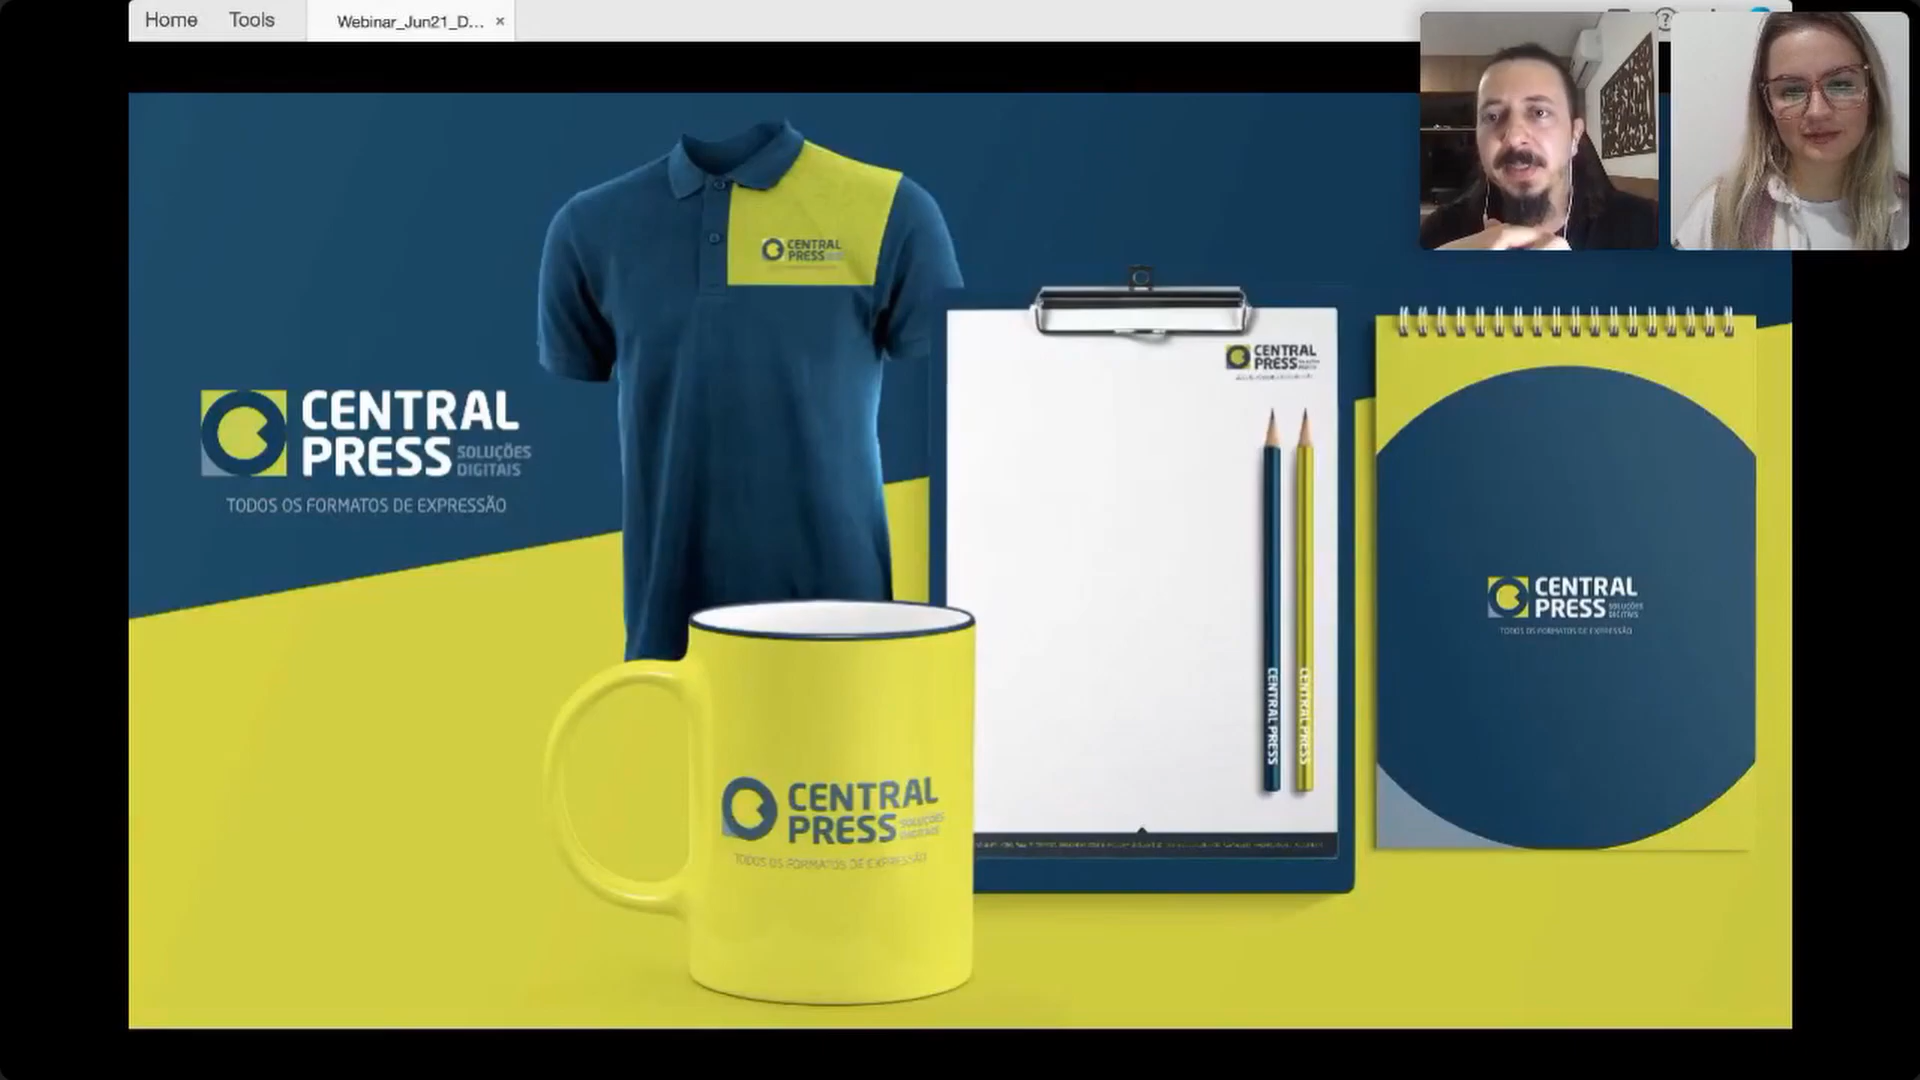 Home Tools Webinar_Jun21_D... ×
CENTRAL
PRESS
CENTRAL
PRESS SOLUÇÕES
DIGITAIS
TODOS OS FORMATOS DE EXPRESSÃO
CENTRAL
PRESS
CENTRAL PRESS
CENTRAL PRESS
CENTRAL
PRESS SOLUÇÕES
DIGITAIS
TODOS OS FORMATOS DE EXPRESSÃO
CENTRAL
PRESS SOLUÇÕES
DIGITAIS
TODOS OS FORMATOS DE EXPRESSÃO